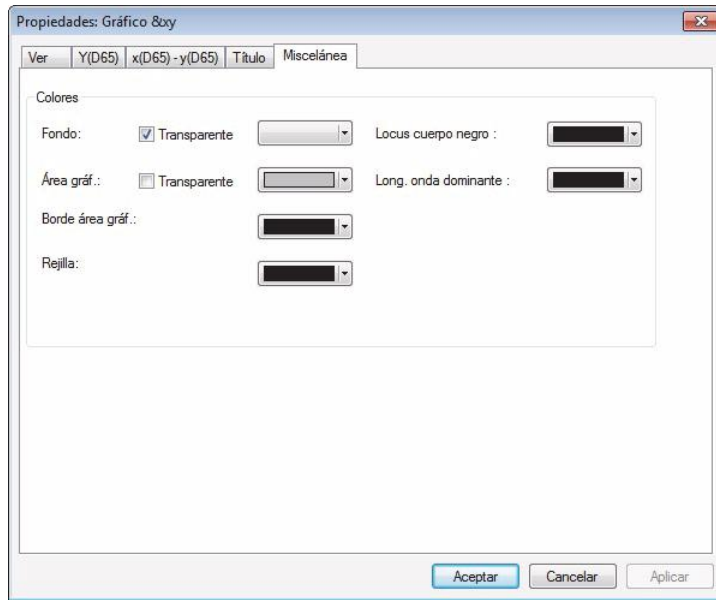 Propiedades: Gráfico &xy
Ver Y(D65) x(D65) - y(D65) Título Miscelánea
Colores
Fondo: Transparente Locus cuerpo negro :
Área gráf.: Transparente Long. onda dominante :
Borde área gráf.:
Rejilla:
Aceptar Cancelar Aplicar